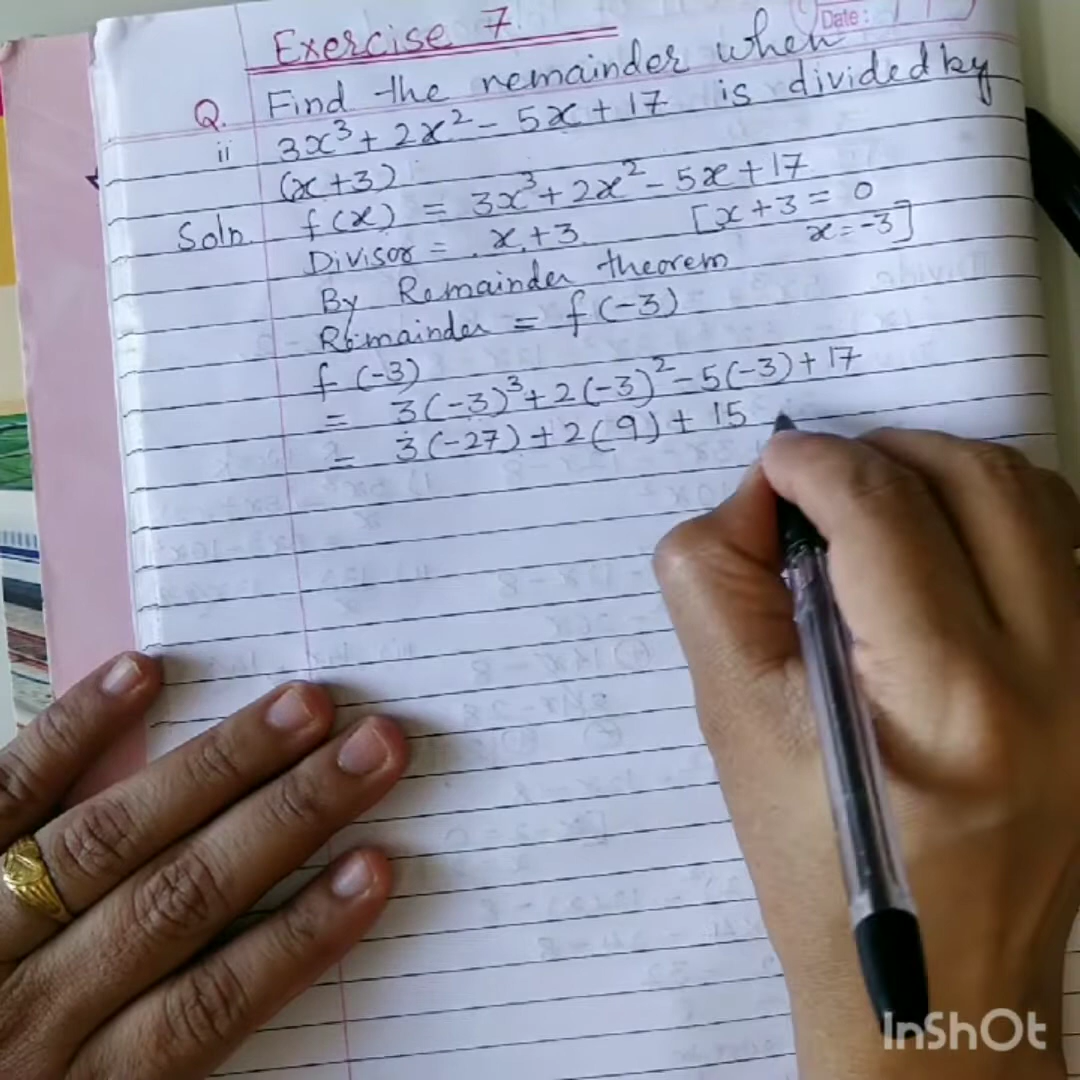 Exercise 7
Date :
Q. Find the remainder when
ii 3x³ + 2x² - 5x + 17 is divided by
(x + 3)
Soln. f(x) = 3x³ + 2x² - 5x + 17
Divisor = x + 3 [x + 3 = 0
x = -3]
By Remainder theorem
Remainder = f(-3)
f(-3)
= 3(-3)³ + 2(-3)² - 5(-3) + 17
= 3(-27) + 2(9) + 15
InShOt